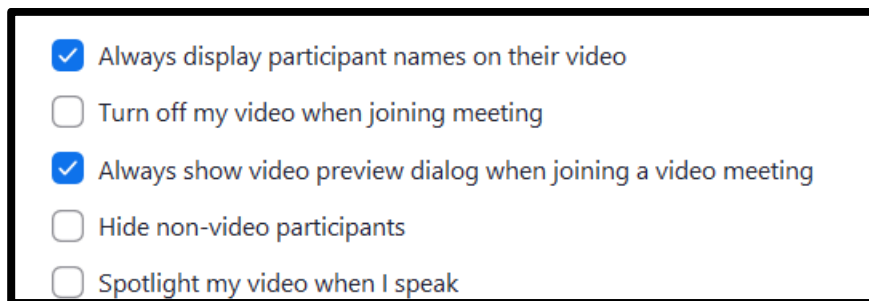 Always display participant names on their video
Turn off my video when joining meeting
Always show video preview dialog when joining a video meeting
Hide non-video participants
Spotlight my video when I speak